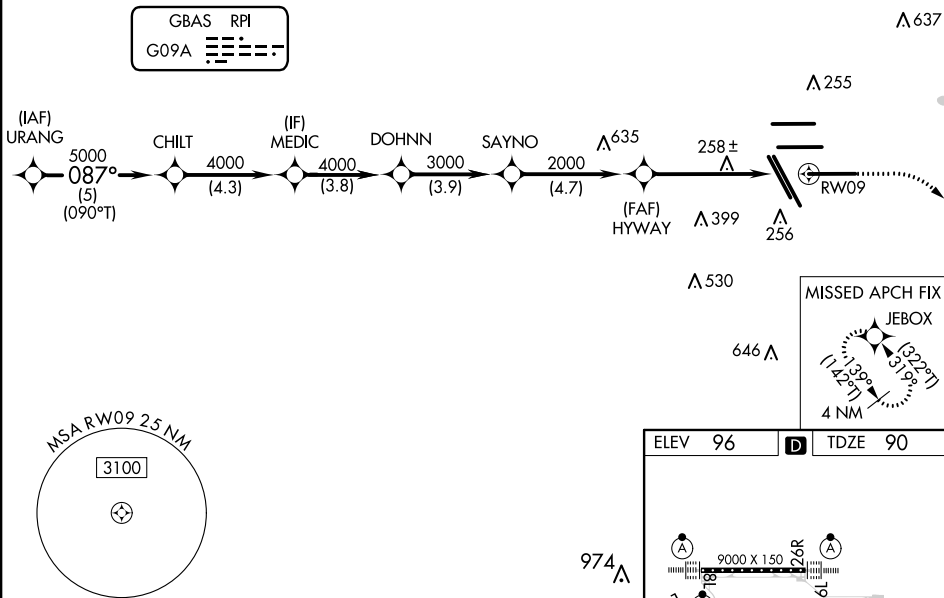 GBAS RPI
G09A
637
255
(IAF)
URANG
CHILT
(IF)
MEDIC
DOHNN
SAYNO
635
258 ±
5000
087°
(5)
(090°T)
4000
(4.3)
4000
(3.8)
3000
(3.9)
2000
(4.7)
RW09
(FAF)
HYWAY
399
256
530
MISSED APCH FIX
JEBOX
646
139°
(142°T)
319°
(322°T)
4 NM
MSA RW09 25 NM
3100
ELEV 96
D
TDZE 90
974
A
9000 X 150
26R
A